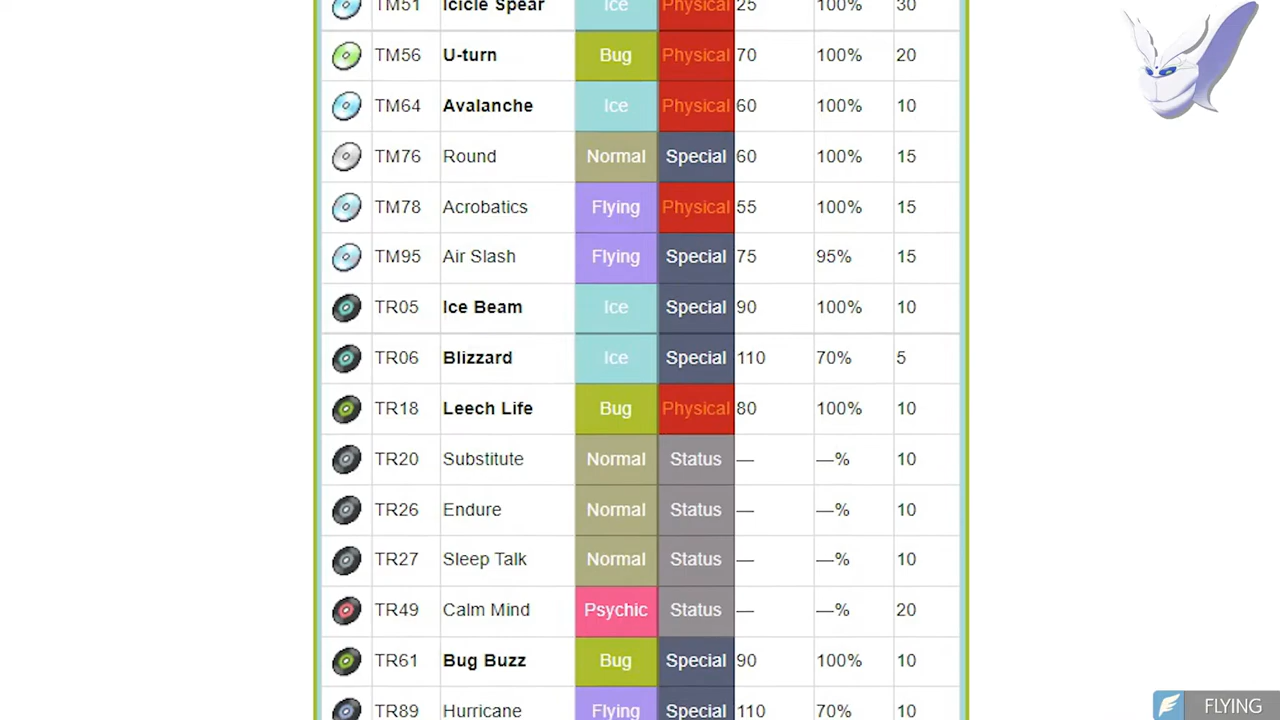 TM51 Icicle Spear Ice Physical 25 100% 30
TM56 U-turn Bug Physical 70 100% 20
TM64 Avalanche Ice Physical 60 100% 10
TM76 Round Normal Special 60 100% 15
TM78 Acrobatics Flying Physical 55 100% 15
TM95 Air Slash Flying Special 75 95% 15
TR05 Ice Beam Ice Special 90 100% 10
TR06 Blizzard Ice Special 110 70% 5
TR18 Leech Life Bug Physical 80 100% 10
TR20 Substitute Normal Status — —% 10
TR26 Endure Normal Status — —% 10
TR27 Sleep Talk Normal Status — —% 10
TR49 Calm Mind Psychic Status — —% 20
TR61 Bug Buzz Bug Special 90 100% 10
TR89 Hurricane Flying Special 110 70% 10
FLYING